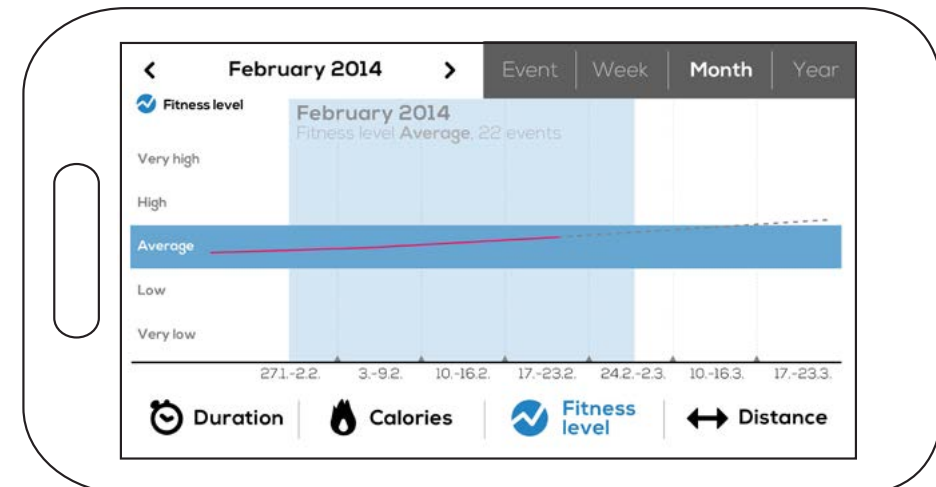 February 2014
Event Week Month Year
Fitness level
February 2014
Fitness level Average, 22 events
Very high
High
Average
Low
Very low
27.1.-2.2. 3.-9.2. 10.-16.2. 17.-23.2. 24.2.-2.3. 10.-16.3. 17.-23.3.
Duration Calories Fitness level Distance